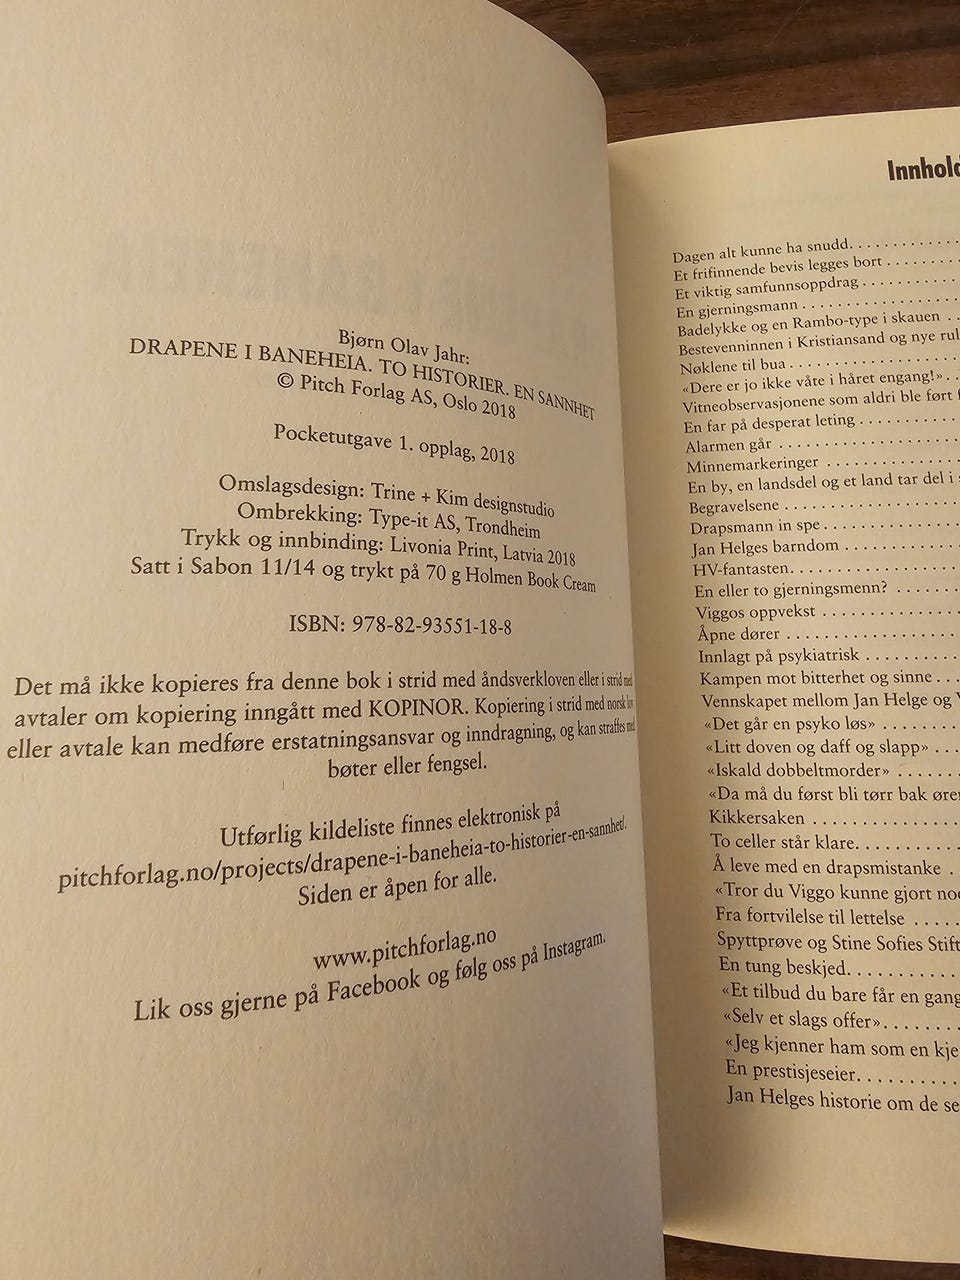 Bjørn Olav Jahr:
DRAPENE I BANEHEIA. TO HISTORIER. EN SANNHET
© Pitch Forlag AS, Oslo 2018
Pocketutgave 1. opplag, 2018
Omslagsdesign: Trine + Kim designstudio
Ombrekking: Type-it AS, Trondheim
Trykk og innbinding: Livonia Print, Latvia 2018
Satt i Sabon 11/14 og trykt på 70 g Holmen Book Cream
ISBN: 978-82-93551-18-8
Det må ikke kopieres fra denne bok i strid med åndsverkloven eller i strid med
avtaler om kopiering inngått med KOPINOR. Kopiering i strid med norsk lov
eller avtale kan medføre erstatningsansvar og inndragning, og kan straffes med
bøter eller fengsel.
Utførlig kildeliste finnes elektronisk på
pitchforlag.no/projects/drapene-i-baneheia-to-historier-en-sannhet/.
Siden er åpen for alle.
www.pitchforlag.no
Lik oss gjerne på Facebook og følg oss på Instagram.
Innhold
Dagen alt kunne ha snudd. . . . . . . . . . . .
Et frifinnende bevis legges bort . . . . . . . .
Et viktig samfunnsoppdrag . . . . . . . . . . .
En gjerningsmann . . . . . . . . . . . . . . . . .
Badelykke og en Rambo-type i skauen . .
Bestevenninnen i Kristiansand og nye rul
Nøklene til bua . . . . . . . . . . . . . . . . . . .
«Dere er jo ikke våte i håret engang!» . .
Vitneobservasjonene som aldri ble ført f
En far på desperat leting . . . . . . . . . . . .
Alarmen går . . . . . . . . . . . . . . . . . . . . .
Minnemarkeringer . . . . . . . . . . . . . . . .
En by, en landsdel og et land tar del i s
Begravelsene . . . . . . . . . . . . . . . . . . . .
Drapsmann in spe . . . . . . . . . . . . . . . .
Jan Helges barndom . . . . . . . . . . . . . .
HV-fantasten. . . . . . . . . . . . . . . . . . . .
En eller to gjerningsmenn? . . . . . . . .
Viggos oppvekst . . . . . . . . . . . . . . . . .
Åpne dører . . . . . . . . . . . . . . . . . . . . .
Innlagt på psykiatrisk . . . . . . . . . . . .
Kampen mot bitterhet og sinne . . .
Vennskapet mellom Jan Helge og V
«Det går en psyko løs» . . . . . . . . . .
«Litt doven og daff og slapp» . . .
«Iskald dobbeltmorder» . . . . . . .
«Da må du først bli tørr bak øren
Kikkersaken . . . . . . . . . . . . . . . .
To celler står klare. . . . . . . . . . . .
Å leve med en drapsmistanke . .
«Tror du Viggo kunne gjort noe
Fra fortvilelse til lettelse . . . . .
Spyttprøve og Stine Sofies Stift
En tung beskjed. . . . . . . . . . . .
«Et tilbud du bare får en gang
«Selv et slags offer». . . . . . . .
«Jeg kjenner ham som en kje
En prestisjeseier. . . . . . . . . . .
Jan Helges historie om de se